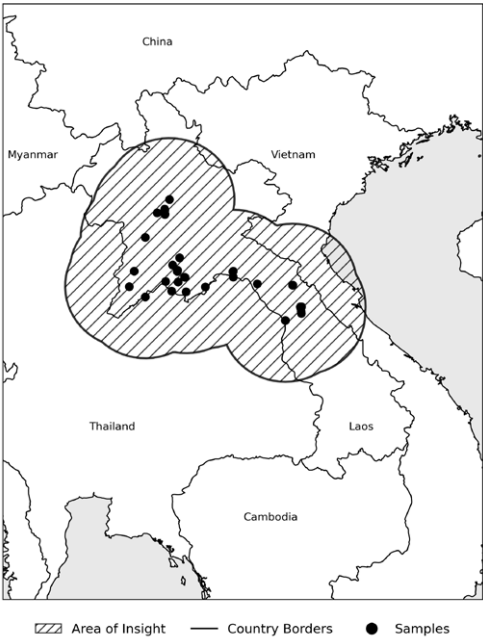 China
Myanmar
Vietnam
Thailand
Laos
Cambodia
Area of Insight
Country Borders
Samples